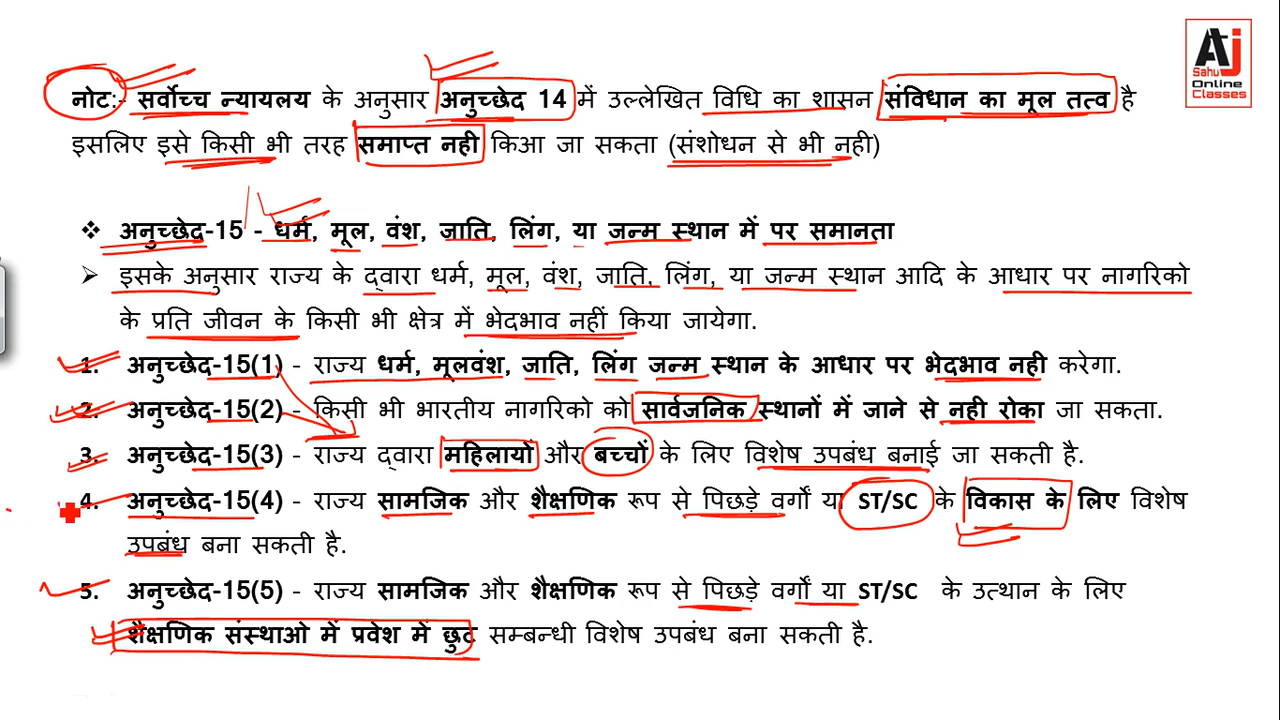 AJ
Sahu
Online
Classes
नोट:- सर्वोच्च न्यायलय के अनुसार अनुच्छेद 14 में उल्लेखित विधि का शासन संविधान का मूल तत्व है
इसलिए इसे किसी भी तरह समाप्त नही किआ जा सकता (संशोधन से भी नही)
❖ अनुच्छेद-15 - धर्म, मूल, वंश, जाति, लिंग, या जन्म स्थान में पर समानता
➢ इसके अनुसार राज्य के द्वारा धर्म, मूल, वंश, जाति, लिंग, या जन्म स्थान आदि के आधार पर नागरिको
के प्रति जीवन के किसी भी क्षेत्र में भेदभाव नहीं किया जायेगा.
1. अनुच्छेद-15(1) - राज्य धर्म, मूलवंश, जाति, लिंग जन्म स्थान के आधार पर भेदभाव नही करेगा.
2. अनुच्छेद-15(2) - किसी भी भारतीय नागरिको को सार्वजनिक स्थानों में जाने से नही रोका जा सकता.
3. अनुच्छेद-15(3) - राज्य द्वारा महिलायों और बच्चों के लिए विशेष उपबंध बनाई जा सकती है.
4. अनुच्छेद-15(4) - राज्य सामजिक और शैक्षणिक रूप से पिछड़े वर्गों या ST/SC के विकास के लिए विशेष
उपबंध बना सकती है.
5. अनुच्छेद-15(5) - राज्य सामजिक और शैक्षणिक रूप से पिछड़े वर्गों या ST/SC के उत्थान के लिए
शैक्षणिक संस्थाओ में प्रवेश में छुट सम्बन्धी विशेष उपबंध बना सकती है.